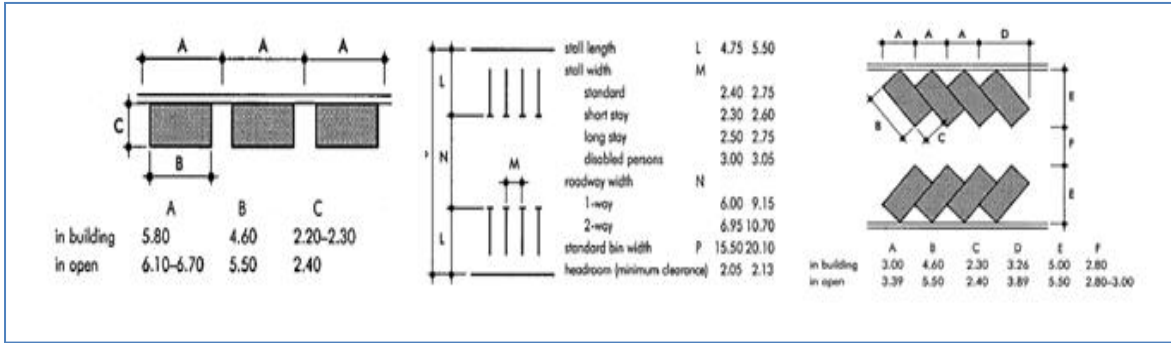 A A A
C
B
A B C
in building 5.80 4.60 2.20–2.30
in open 6.10–6.70 5.50 2.40
L
N
M
L
stall length L 4.75 5.50
stall width M
standard 2.40 2.75
short stay 2.30 2.60
long stay 2.50 2.75
disabled persons 3.00 3.05
roadway width N
1-way 6.00 9.15
2-way 6.95 10.70
standard bin width P 15.50 20.10
headroom (minimum clearance) 2.05 2.13
A A A D
B
C
E
F
E
A B C D E F
in building 3.00 4.60 2.30 3.26 5.00 2.80
in open 3.39 5.50 2.40 3.89 5.50 2.80–3.00